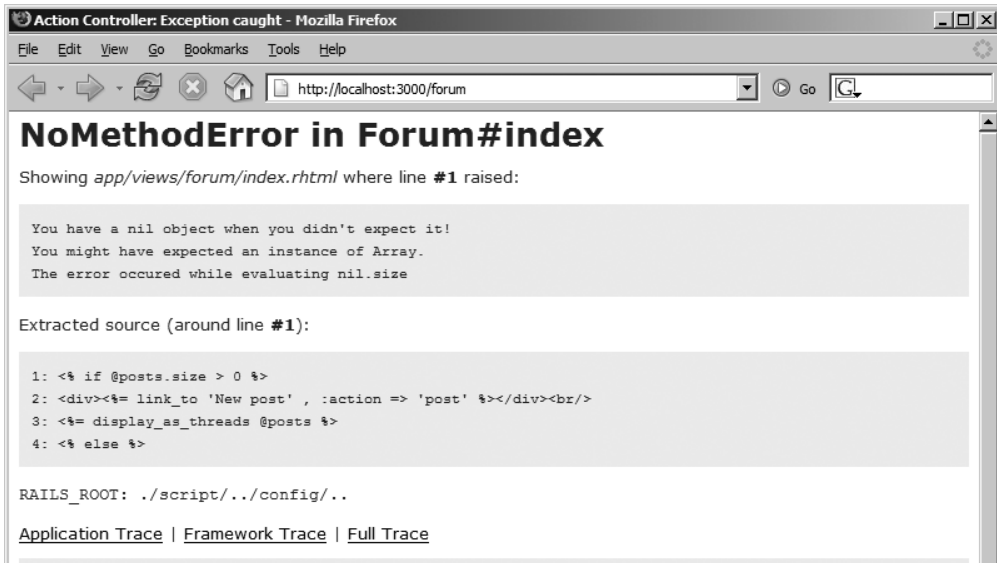 Action Controller: Exception caught - Mozilla Firefox
File Edit View Go Bookmarks Tools Help
http://localhost:3000/forum Go G
NoMethodError in Forum#index
Showing app/views/forum/index.rhtml where line #1 raised:
You have a nil object when you didn't expect it!
You might have expected an instance of Array.
The error occured while evaluating nil.size
Extracted source (around line #1):
1: <% if @posts.size > 0 %>
2: <div><%= link_to 'New post' , :action => 'post' %></div><br/>
3: <%= display_as_threads @posts %>
4: <% else %>
RAILS_ROOT: ./script/../config/..
Application Trace | Framework Trace | Full Trace